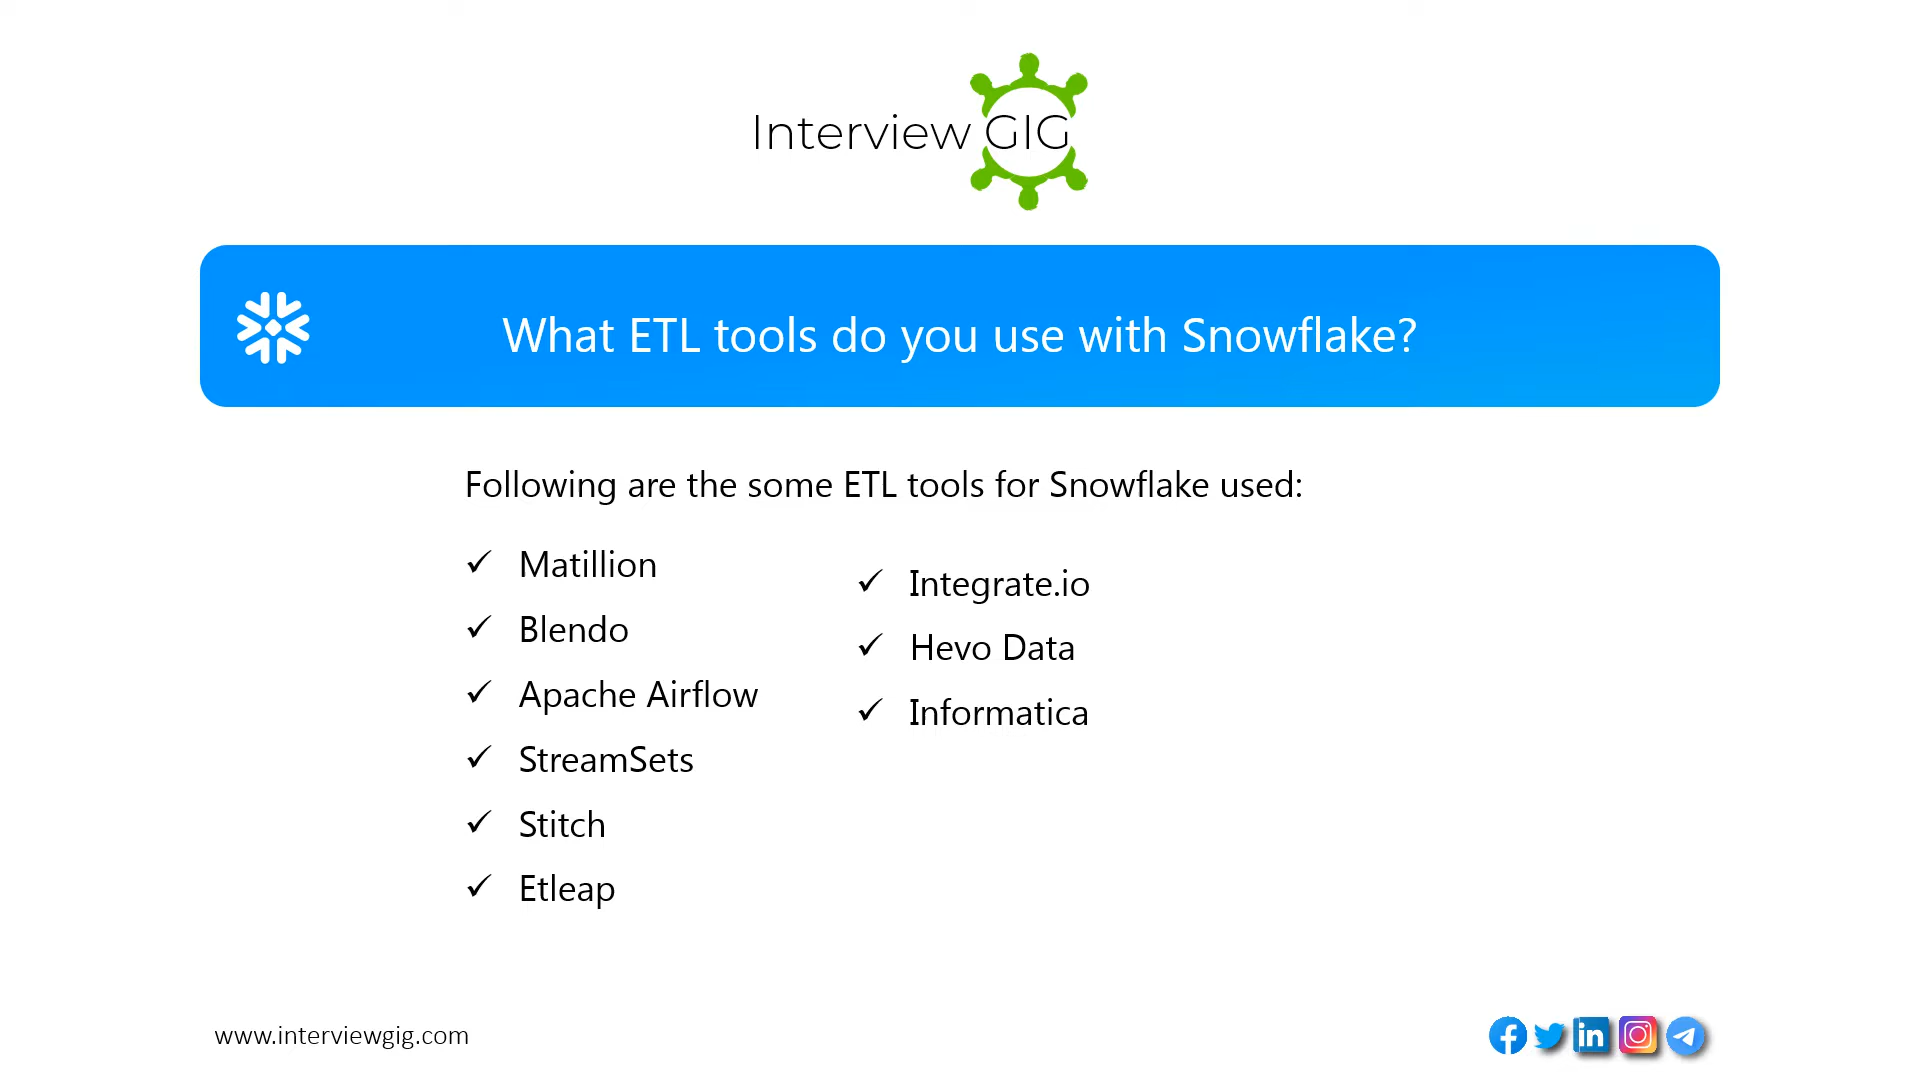 Interview GIG
What ETL tools do you use with Snowflake?
Following are the some ETL tools for Snowflake used:
✓ Matillion
✓ Blendo
✓ Apache Airflow
✓ StreamSets
✓ Stitch
✓ Etleap
✓ Integrate.io
✓ Hevo Data
✓ Informatica
www.interviewgig.com
in